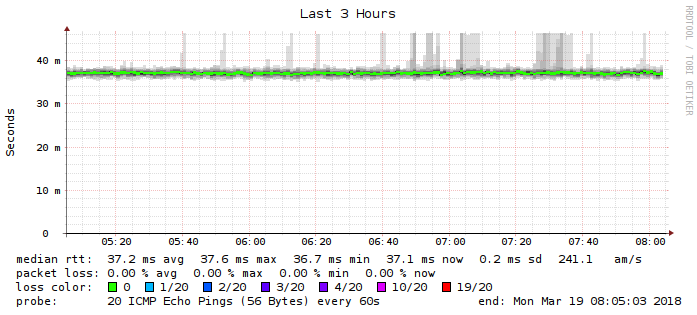 Last 3 Hours
RRDTOOL / TOBI OETIKER
Seconds
40 m
30 m
20 m
10 m
0
05:20 05:40 06:00 06:20 06:40 07:00 07:20 07:40 08:00
median rtt: 37.2 ms avg 37.6 ms max 36.7 ms min 37.1 ms now 0.2 ms sd 241.1 am/s
packet loss: 0.00 % avg 0.00 % max 0.00 % min 0.00 % now
loss color: 0 1/20 2/20 3/20 4/20 10/20 19/20
probe: 20 ICMP Echo Pings (56 Bytes) every 60s end: Mon Mar 19 08:05:03 2018